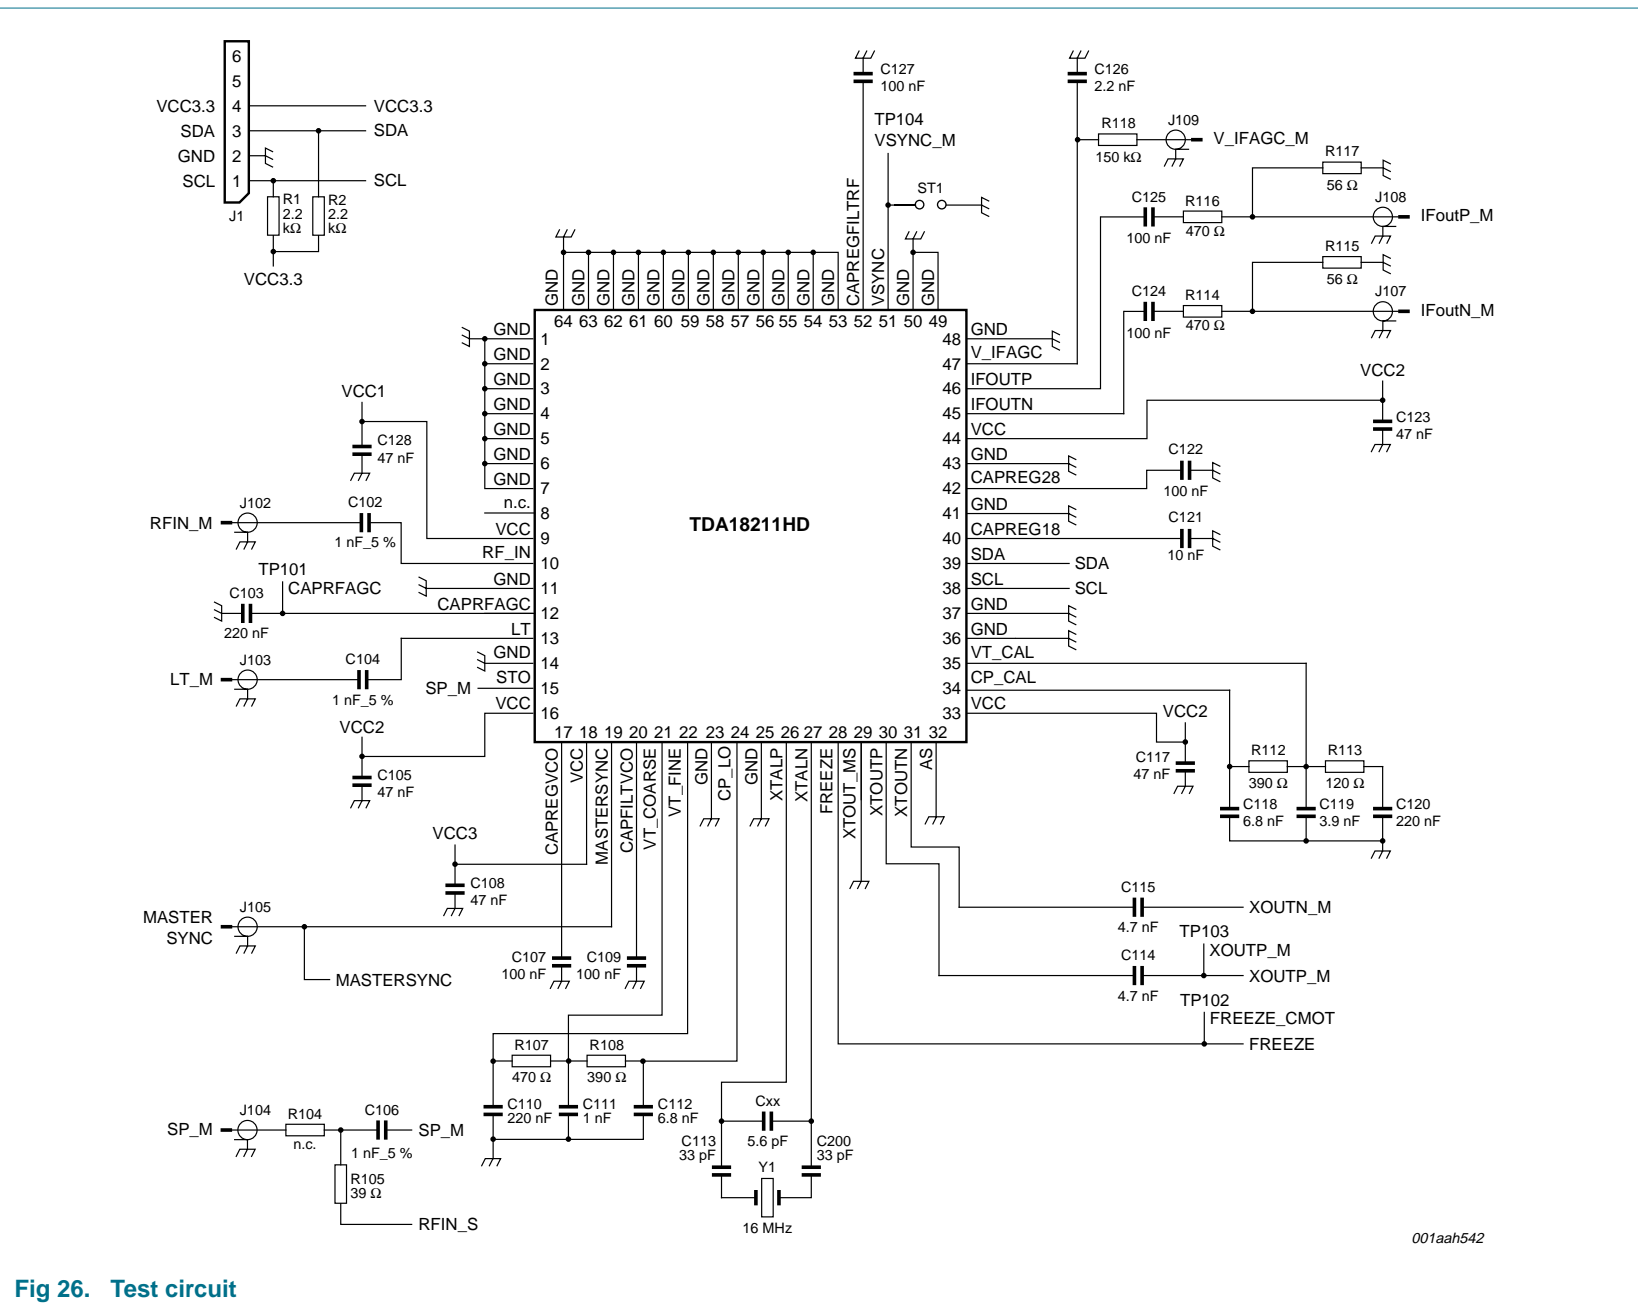 6
5
VCC3.3 4 VCC3.3
SDA 3 SDA
GND 2
SCL 1 SCL
J1
R1
2.2
kΩ
R2
2.2
kΩ
VCC3.3
C127
100 nF
TP104
VSYNC_M
ST1
C126
2.2 nF
R118
150 kΩ
J109
V_IFAGC_M
R117
56 Ω
C125
100 nF
R116
470 Ω
J108
IFoutP_M
R115
56 Ω
C124
100 nF
R114
470 Ω
J107
IFoutN_M
GND GND GND GND GND GND GND GND GND GND GND GND CAPREGFILTRF VSYNC GND GND
64 63 62 61 60 59 58 57 56 55 54 53 52 51 50 49
GND 1
GND 2
GND 3
GND 4
GND 5
GND 6
GND 7
n.c. 8
VCC 9
RF_IN 10
GND 11
CAPRFAGC 12
LT 13
GND 14
STO 15
VCC 16
TDA18211HD
48 GND
47 V_IFAGC
46 IFOUTP
45 IFOUTN
44 VCC
43 GND
42 CAPREG28
41 GND
40 CAPREG18
39 SDA SDA
38 SCL SCL
37 GND
36 GND
35 VT_CAL
34 CP_CAL
33 VCC
VCC1
C128
47 nF
J102
RFIN_M
C102
1 nF_5 %
TP101
CAPRFAGC
C103
220 nF
J103
LT_M
C104
1 nF_5 %
SP_M
VCC2
C105
47 nF
VCC2
C123
47 nF
C122
100 nF
C121
10 nF
VCC2
C117
47 nF
R112
390 Ω
R113
120 Ω
C118
6.8 nF
C119
3.9 nF
C120
220 nF
17 18 19 20 21 22 23 24 25 26 27 28 29 30 31 32
CAPREGVCO VCC MASTERSYNC CAPFILTVCO VT_COARSE VT_FINE GND CP_LO GND XTALP XTALN FREEZE XTOUT_MS XTOUTP XTOUTN AS
VCC3
C108
47 nF
J105
MASTER
SYNC
MASTERSYNC
C107
100 nF
C109
100 nF
C115
4.7 nF
XOUTN_M
TP103
XOUTP_M
C114
4.7 nF
XOUTP_M
TP102
FREEZE_CMOT
FREEZE
R107
470 Ω
R108
390 Ω
C110
220 nF
C111
1 nF
C112
6.8 nF
Cxx
5.6 pF
C113
33 pF
C200
33 pF
Y1
16 MHz
J104
SP_M
R104
n.c.
C106
1 nF_5 %
SP_M
R105
39 Ω
RFIN_S
001aah542
Fig 26. Test circuit